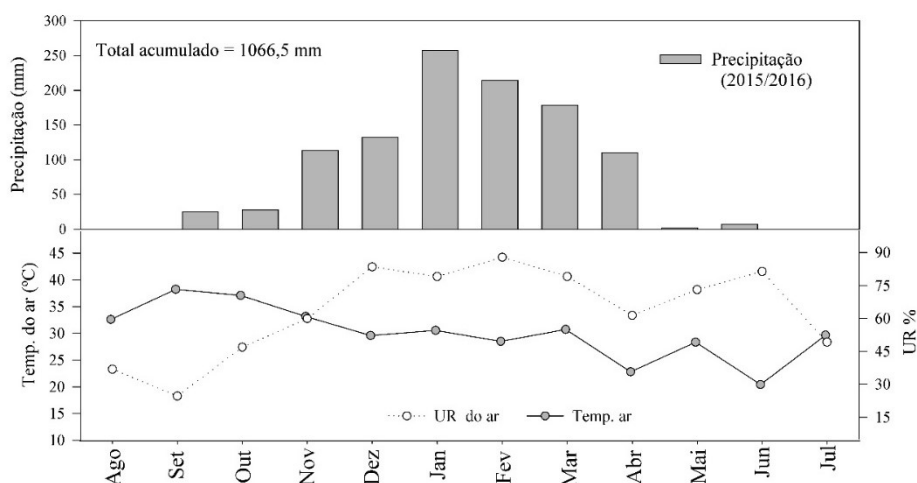 Precipitação (mm)
300
250
200
150
100
50
0
Total acumulado = 1066,5 mm
Precipitação
(2015/2016)
Temp. do ar (ºC)
45
40
35
30
25
20
15
10
90
75
60
45
30
15
UR %
UR do ar
Temp. ar
Ago
Set
Out
Nov
Dez
Jan
Fev
Mar
Abr
Mai
Jun
Jul